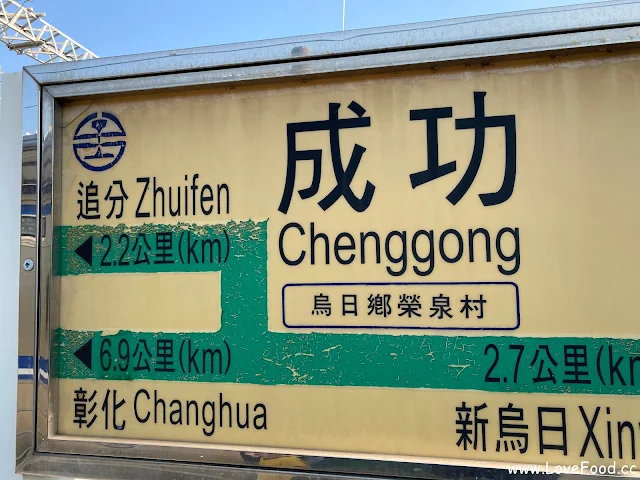 追分 Zhuifen
◀2.2公里(km)
成功
Chenggong
烏日鄉榮泉村
◀6.9公里(km)
彰化 Changhua
2.7公里(k
新烏日 Xin
www.LoveFood.cc